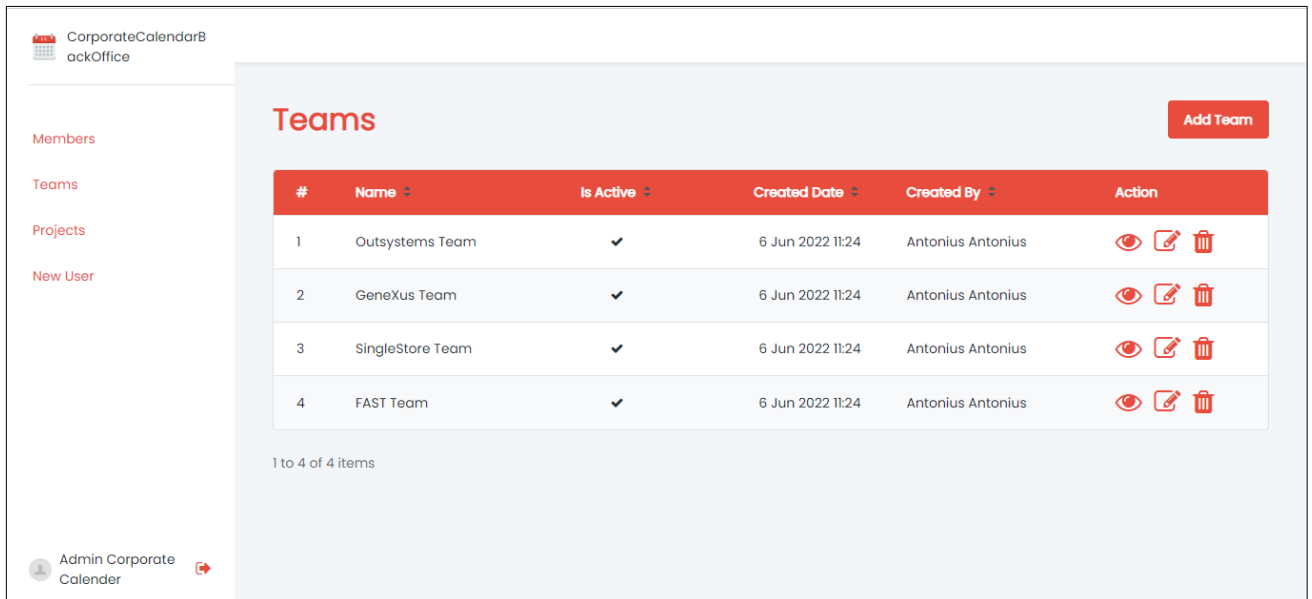 CorporateCalendarB
ackOffice
Members
Teams
Projects
New User
Admin Corporate
Calender
Teams
Add Team
# Name Is Active Created Date Created By Action
1 Outsystems Team 6 Jun 2022 11:24 Antonius Antonius
2 GeneXus Team 6 Jun 2022 11:24 Antonius Antonius
3 SingleStore Team 6 Jun 2022 11:24 Antonius Antonius
4 FAST Team 6 Jun 2022 11:24 Antonius Antonius
1 to 4 of 4 items